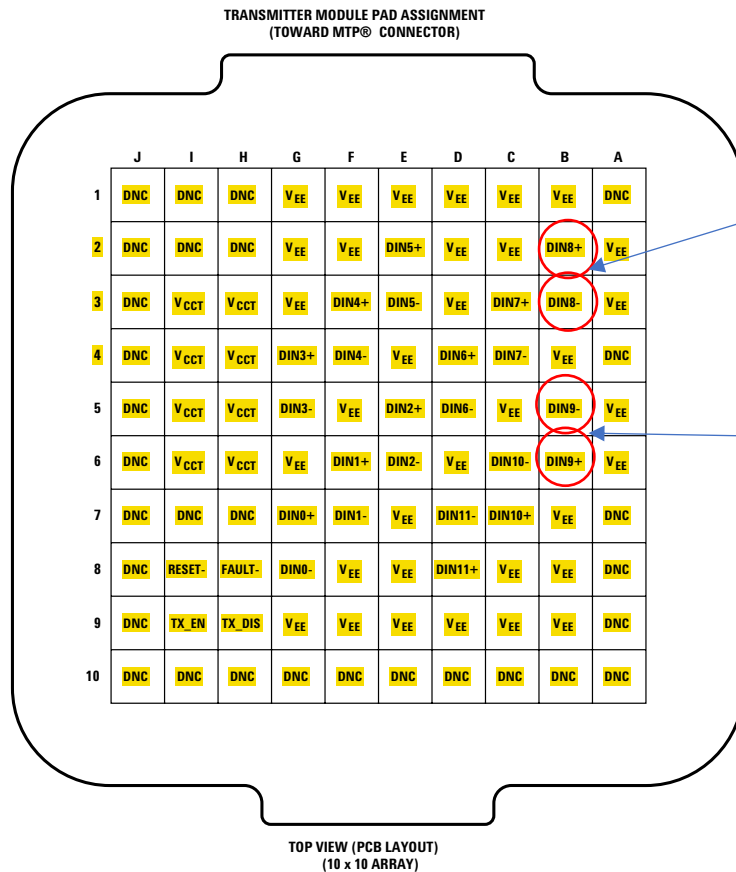 TRANSMITTER MODULE PAD ASSIGNMENT
(TOWARD MTP® CONNECTOR)
J I H G F E D C B A
1 DNC DNC DNC VEE VEE VEE VEE VEE VEE DNC
2 DNC DNC DNC VEE VEE DIN5+ VEE VEE DIN8+ VEE
3 DNC VCCT VCCT VEE DIN4+ DIN5- VEE DIN7+ DIN8- VEE
4 DNC VCCT VCCT DIN3+ DIN4- VEE DIN6+ DIN7- VEE DNC
5 DNC VCCT VCCT DIN3- VEE DIN2+ DIN6- VEE DIN9- VEE
6 DNC VCCT VCCT VEE DIN1+ DIN2- VEE DIN10- DIN9+ VEE
7 DNC DNC DNC DIN0+ DIN1- VEE DIN11- DIN10+ VEE DNC
8 DNC RESET- FAULT- DIN0- VEE VEE DIN11+ VEE VEE DNC
9 DNC TX_EN TX_DIS VEE VEE VEE VEE VEE VEE DNC
10 DNC DNC DNC DNC DNC DNC DNC DNC DNC DNC
TOP VIEW (PCB LAYOUT)
(10 x 10 ARRAY)